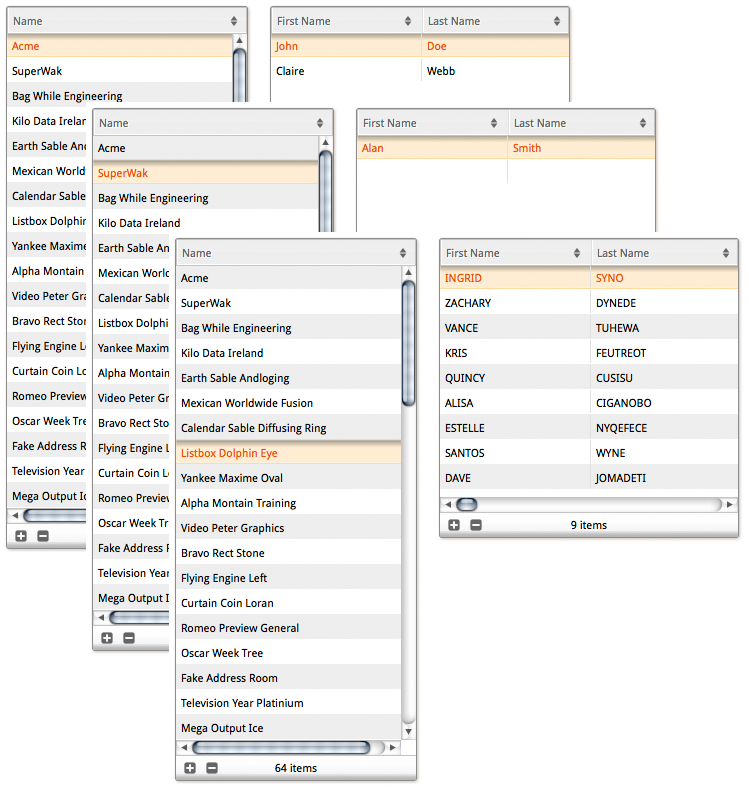 Name
Acme
SuperWak
Bag While Engineering
Kilo Data Irelan
Earth Sable An
Mexican World
Calendar Sable
Listbox Dolphin
Yankee Maxime
Alpha Montain
Video Peter Gra
Bravo Rect Ston
Flying Engine L
Curtain Coin Lo
Romeo Preview
Oscar Week Tre
Fake Address R
Television Year
Mega Output Ic
First Name Last Name
John Doe
Claire Webb
Name
Acme
SuperWak
Bag While Engineering
Kilo Data Ireland
Earth Sable An
Mexican Worl
Calendar Sable
Listbox Dolphi
Yankee Maxim
Alpha Montain
Video Peter Gr
Bravo Rect Sto
Flying Engine L
Curtain Coin L
Romeo Preview
Oscar Week Tr
Fake Address
Television Year
Mega Output I
First Name Last Name
Alan Smith
Name
Acme
SuperWak
Bag While Engineering
Kilo Data Ireland
Earth Sable Andloging
Mexican Worldwide Fusion
Calendar Sable Diffusing Ring
Listbox Dolphin Eye
Yankee Maxime Oval
Alpha Montain Training
Video Peter Graphics
Bravo Rect Stone
Flying Engine Left
Curtain Coin Loran
Romeo Preview General
Oscar Week Tree
Fake Address Room
Television Year Platinium
Mega Output Ice
64 items
First Name Last Name
INGRID SYNO
ZACHARY DYNEDE
VANCE TUHEWA
KRIS FEUTREOT
QUINCY CUSISU
ALISA CIGANOBO
ESTELLE NYQEFECE
SANTOS WYNE
DAVE JOMADETI
9 items